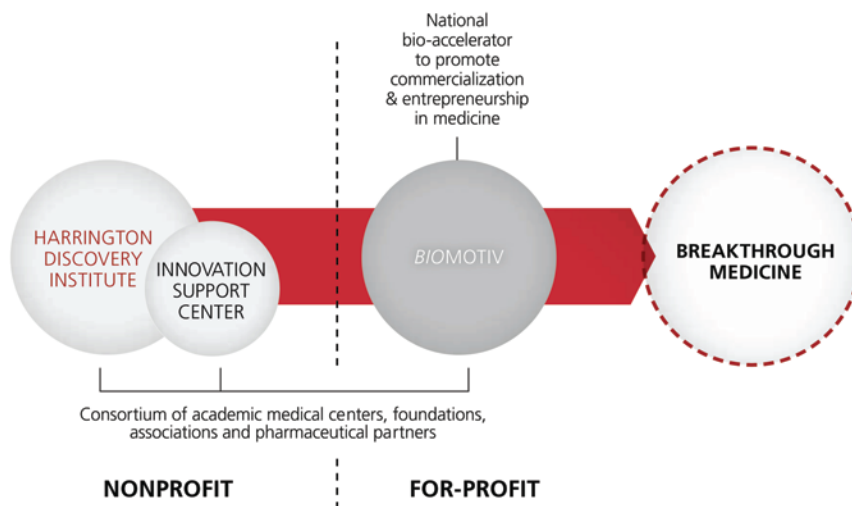 National
bio-accelerator
to promote
commercialization
& entrepreneurship
in medicine
HARRINGTON
DISCOVERY
INSTITUTE
INNOVATION
SUPPORT
CENTER
BIOMOTIV
BREAKTHROUGH
MEDICINE
Consortium of academic medical centers, foundations,
associations and pharmaceutical partners
NONPROFIT
FOR-PROFIT